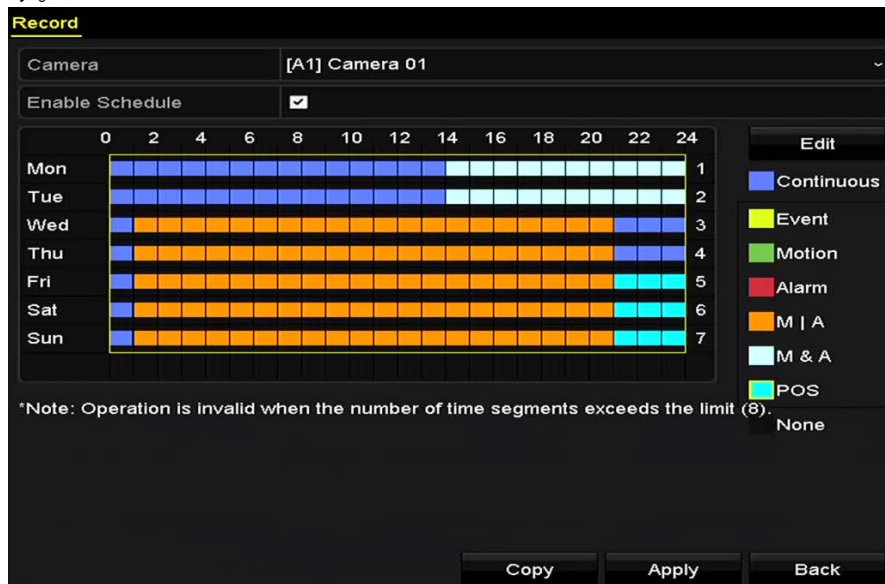 Record
Camera [A1] Camera 01
Enable Schedule
0 2 4 6 8 10 12 14 16 18 20 22 24
Edit
Mon 1
Continuous
Tue 2
Wed 3
Event
Thu 4
Motion
Fri 5
Alarm
Sat 6
M | A
Sun 7
M & A
POS
*Note: Operation is invalid when the number of time segments exceeds the limit (8).
None
Copy Apply Back